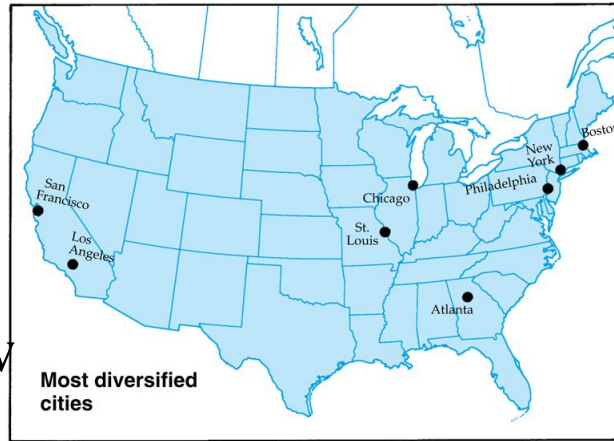 Boston
New
York
Philadelphia
Chicago
San
Francisco
St.
Louis
Los
Angeles
Atlanta
Most diversified
cities